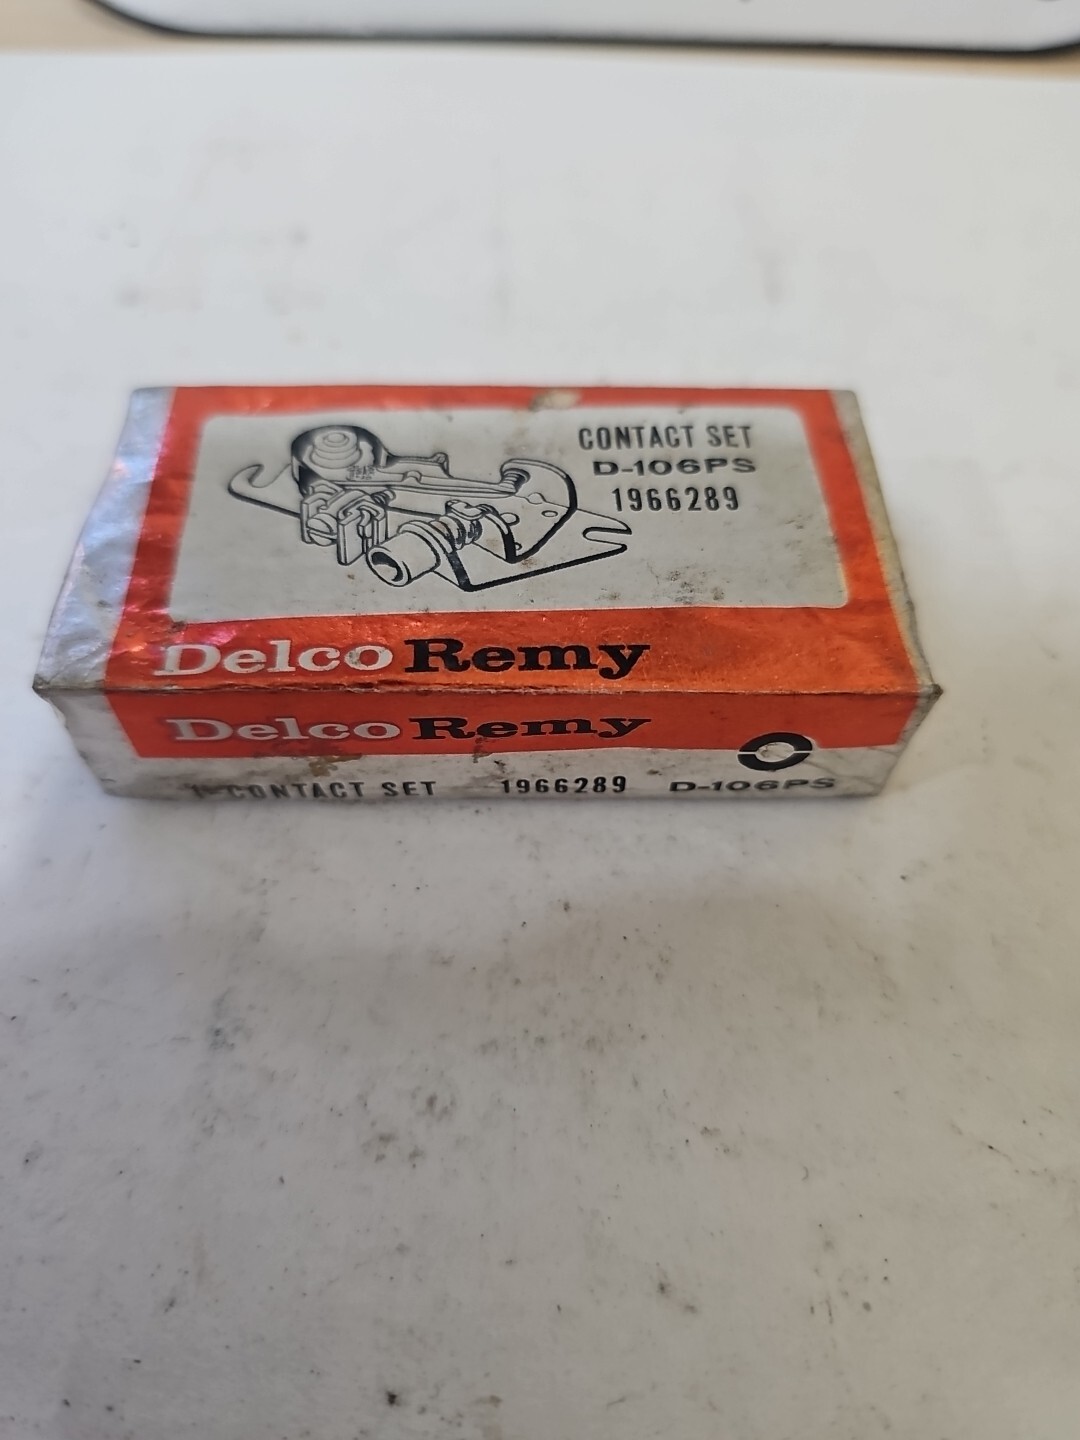 CONTACT SET
D-106PS
1966289
Delco Remy
Delco Remy
CONTACT SET 1966289 D-106PS